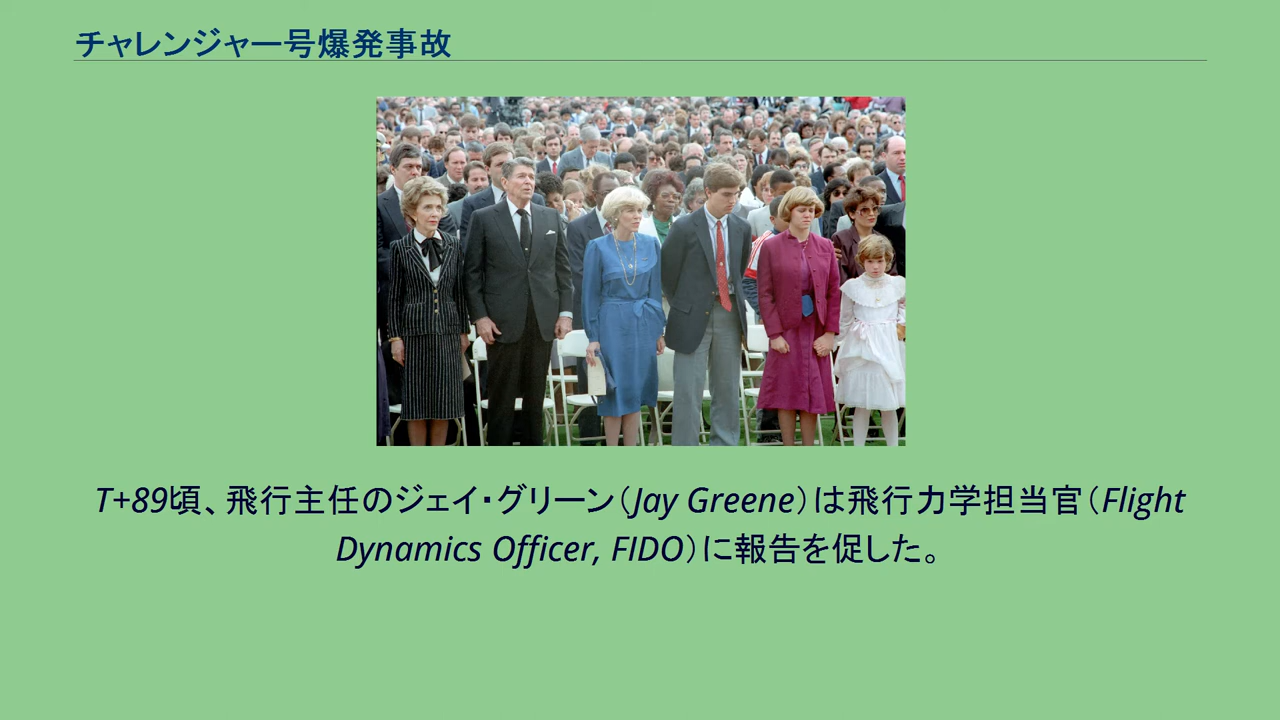 チャレンジャー号爆発事故
T+89頃、飛行主任のジェイ・グリーン（Jay Greene）は飛行力学担当官（Flight
Dynamics Officer, FIDO）に報告を促した。